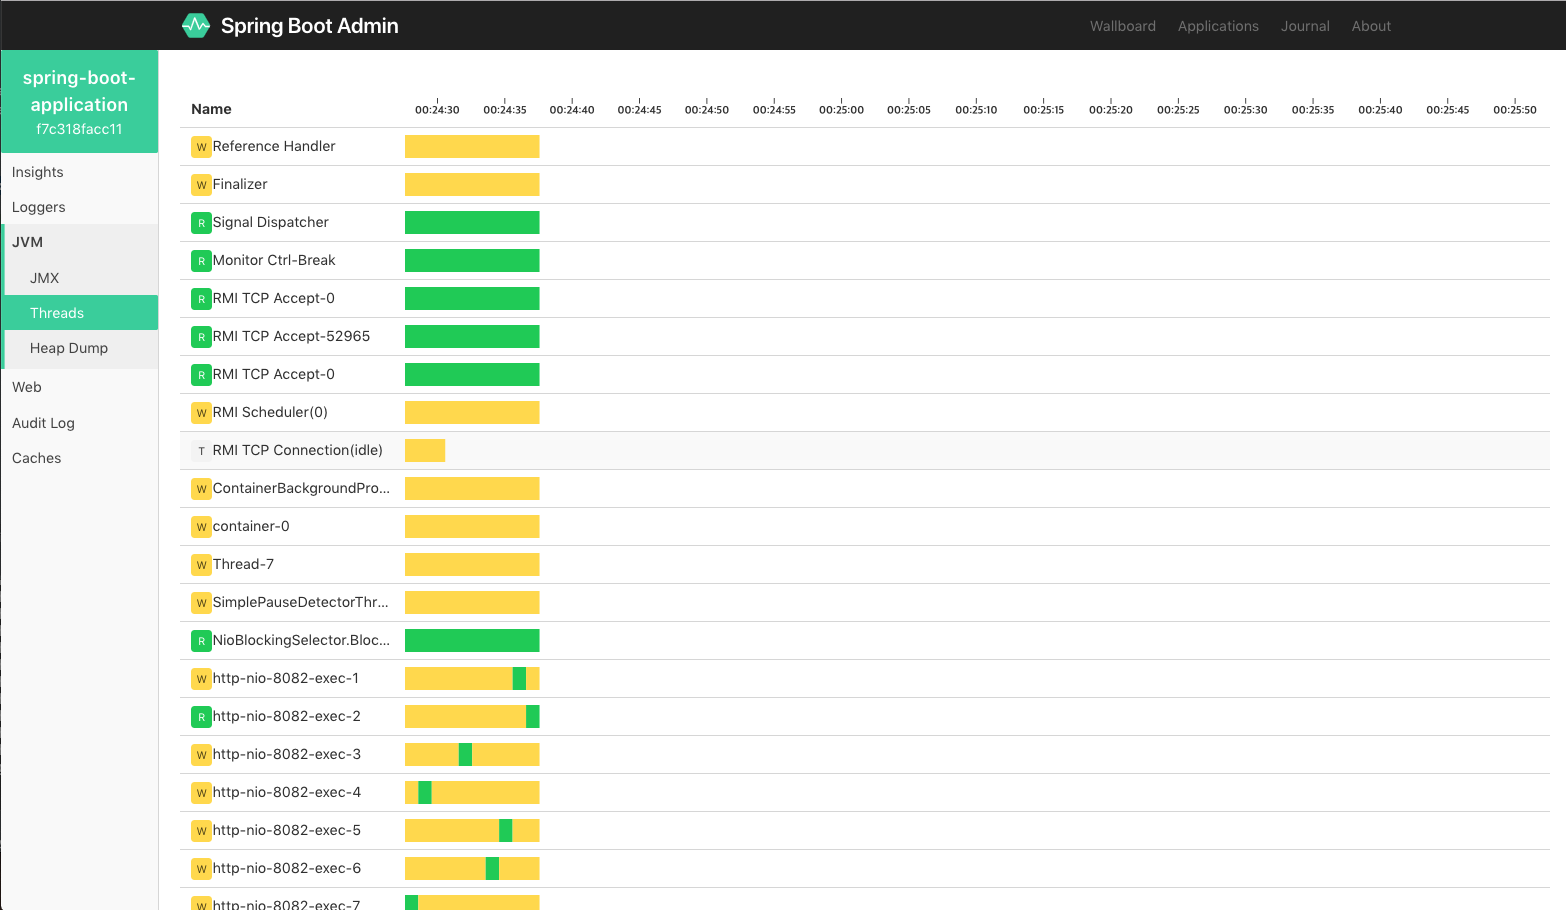 Spring Boot Admin
Wallboard Applications Journal About
spring-boot-
application
f7c318facc11
Insights
Loggers
JVM
JMX
Threads
Heap Dump
Web
Audit Log
Caches
Name 00:24:30 00:24:35 00:24:40 00:24:45 00:24:50 00:24:55 00:25:00 00:25:05 00:25:10 00:25:15 00:25:20 00:25:25 00:25:30 00:25:35 00:25:40 00:25:45 00:25:50
W Reference Handler
W Finalizer
R Signal Dispatcher
R Monitor Ctrl-Break
R RMI TCP Accept-0
R RMI TCP Accept-52965
R RMI TCP Accept-0
W RMI Scheduler(0)
T RMI TCP Connection(idle)
W ContainerBackgroundPro...
W container-0
W Thread-7
W SimplePauseDetectorThr...
R NioBlockingSelector.Bloc...
W http-nio-8082-exec-1
R http-nio-8082-exec-2
W http-nio-8082-exec-3
W http-nio-8082-exec-4
W http-nio-8082-exec-5
W http-nio-8082-exec-6
W http-nio-8082-exec-7